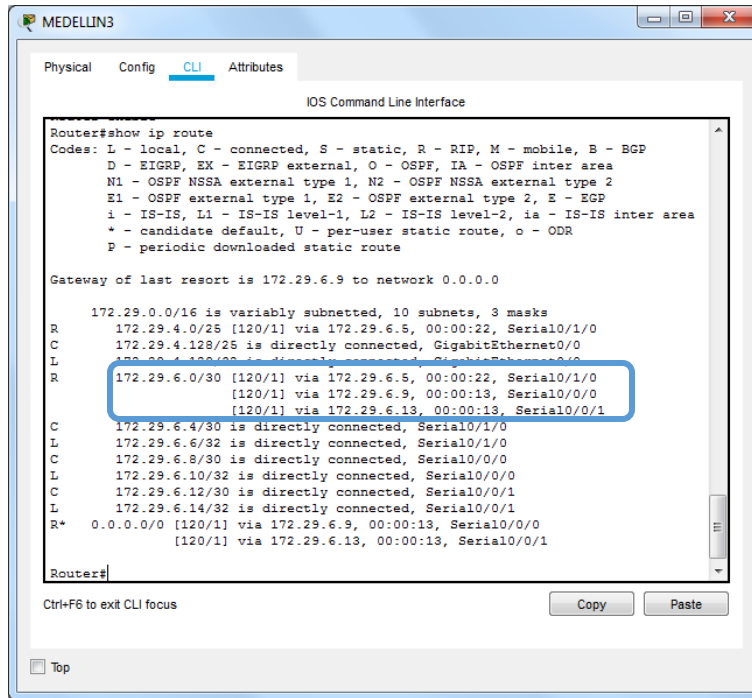 MEDELLIN3
Physical Config CLI Attributes
IOS Command Line Interface
Router#show ip route
Codes: L - local, C - connected, S - static, R - RIP, M - mobile, B - BGP
D - EIGRP, EX - EIGRP external, O - OSPF, IA - OSPF inter area
N1 - OSPF NSSA external type 1, N2 - OSPF NSSA external type 2
E1 - OSPF external type 1, E2 - OSPF external type 2, E - EGP
i - IS-IS, L1 - IS-IS level-1, L2 - IS-IS level-2, ia - IS-IS inter area
* - candidate default, U - per-user static route, o - ODR
P - periodic downloaded static route
Gateway of last resort is 172.29.6.9 to network 0.0.0.0
172.29.0.0/16 is variably subnetted, 10 subnets, 3 masks
R 172.29.4.0/25 [120/1] via 172.29.6.5, 00:00:22, Serial0/1/0
C 172.29.4.128/25 is directly connected, GigabitEthernet0/0
L is directly connected, GigabitEthernet0/0
R 172.29.6.0/30 [120/1] via 172.29.6.5, 00:00:22, Serial0/1/0
[120/1] via 172.29.6.9, 00:00:13, Serial0/0/0
[120/1] via 172.29.6.13, 00:00:13, Serial0/0/1
C 172.29.6.4/30 is directly connected, Serial0/1/0
L 172.29.6.6/32 is directly connected, Serial0/1/0
C 172.29.6.8/30 is directly connected, Serial0/0/0
L 172.29.6.10/32 is directly connected, Serial0/0/0
C 172.29.6.12/30 is directly connected, Serial0/0/1
L 172.29.6.14/32 is directly connected, Serial0/0/1
R* 0.0.0.0/0 [120/1] via 172.29.6.9, 00:00:13, Serial0/0/0
[120/1] via 172.29.6.13, 00:00:13, Serial0/0/1
Router#
Ctrl+F6 to exit CLI focus Copy Paste
Top